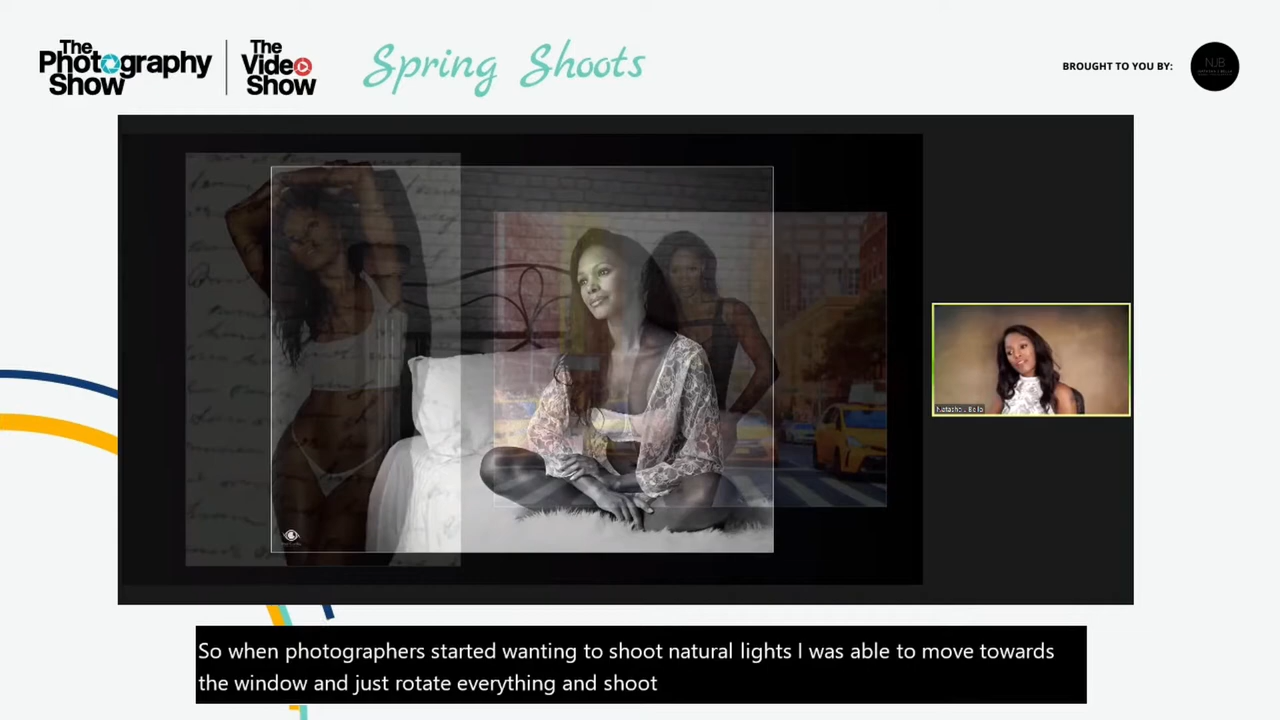 The
Photography
Show
The
Video
Show
Spring Shoots
BROUGHT TO YOU BY:
NJB
So when photographers started wanting to shoot natural lights I was able to move towards
the window and just rotate everything and shoot